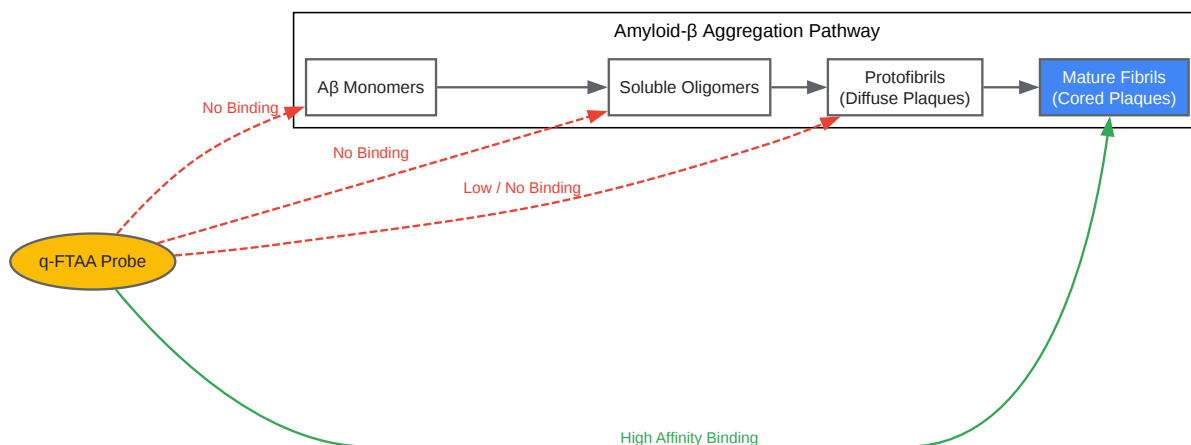 Amyloid-β Aggregation Pathway
Aβ Monomers
Soluble Oligomers
Protofibrils
(Diffuse Plaques)
Mature Fibrils
(Cored Plaques)
No Binding
No Binding
Low / No Binding
q-FTAA Probe
High Affinity Binding